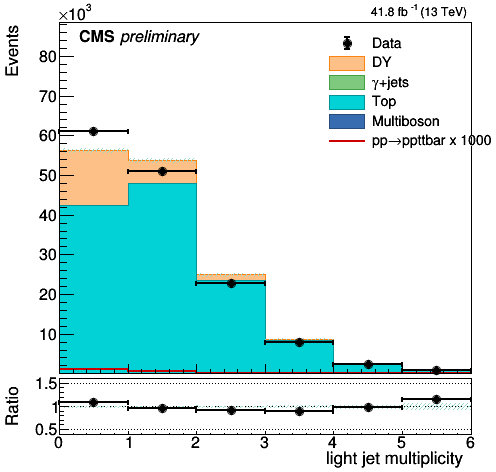 ×10³
41.8 fb⁻¹ (13 TeV)
CMS preliminary
Events
80
70
60
50
40
30
20
10
Data
DY
γ+jets
Top
Multiboson
pp→ppttbar x 1000
Ratio
1.5
1
0.5
0 1 2 3 4 5 6
light jet multiplicity